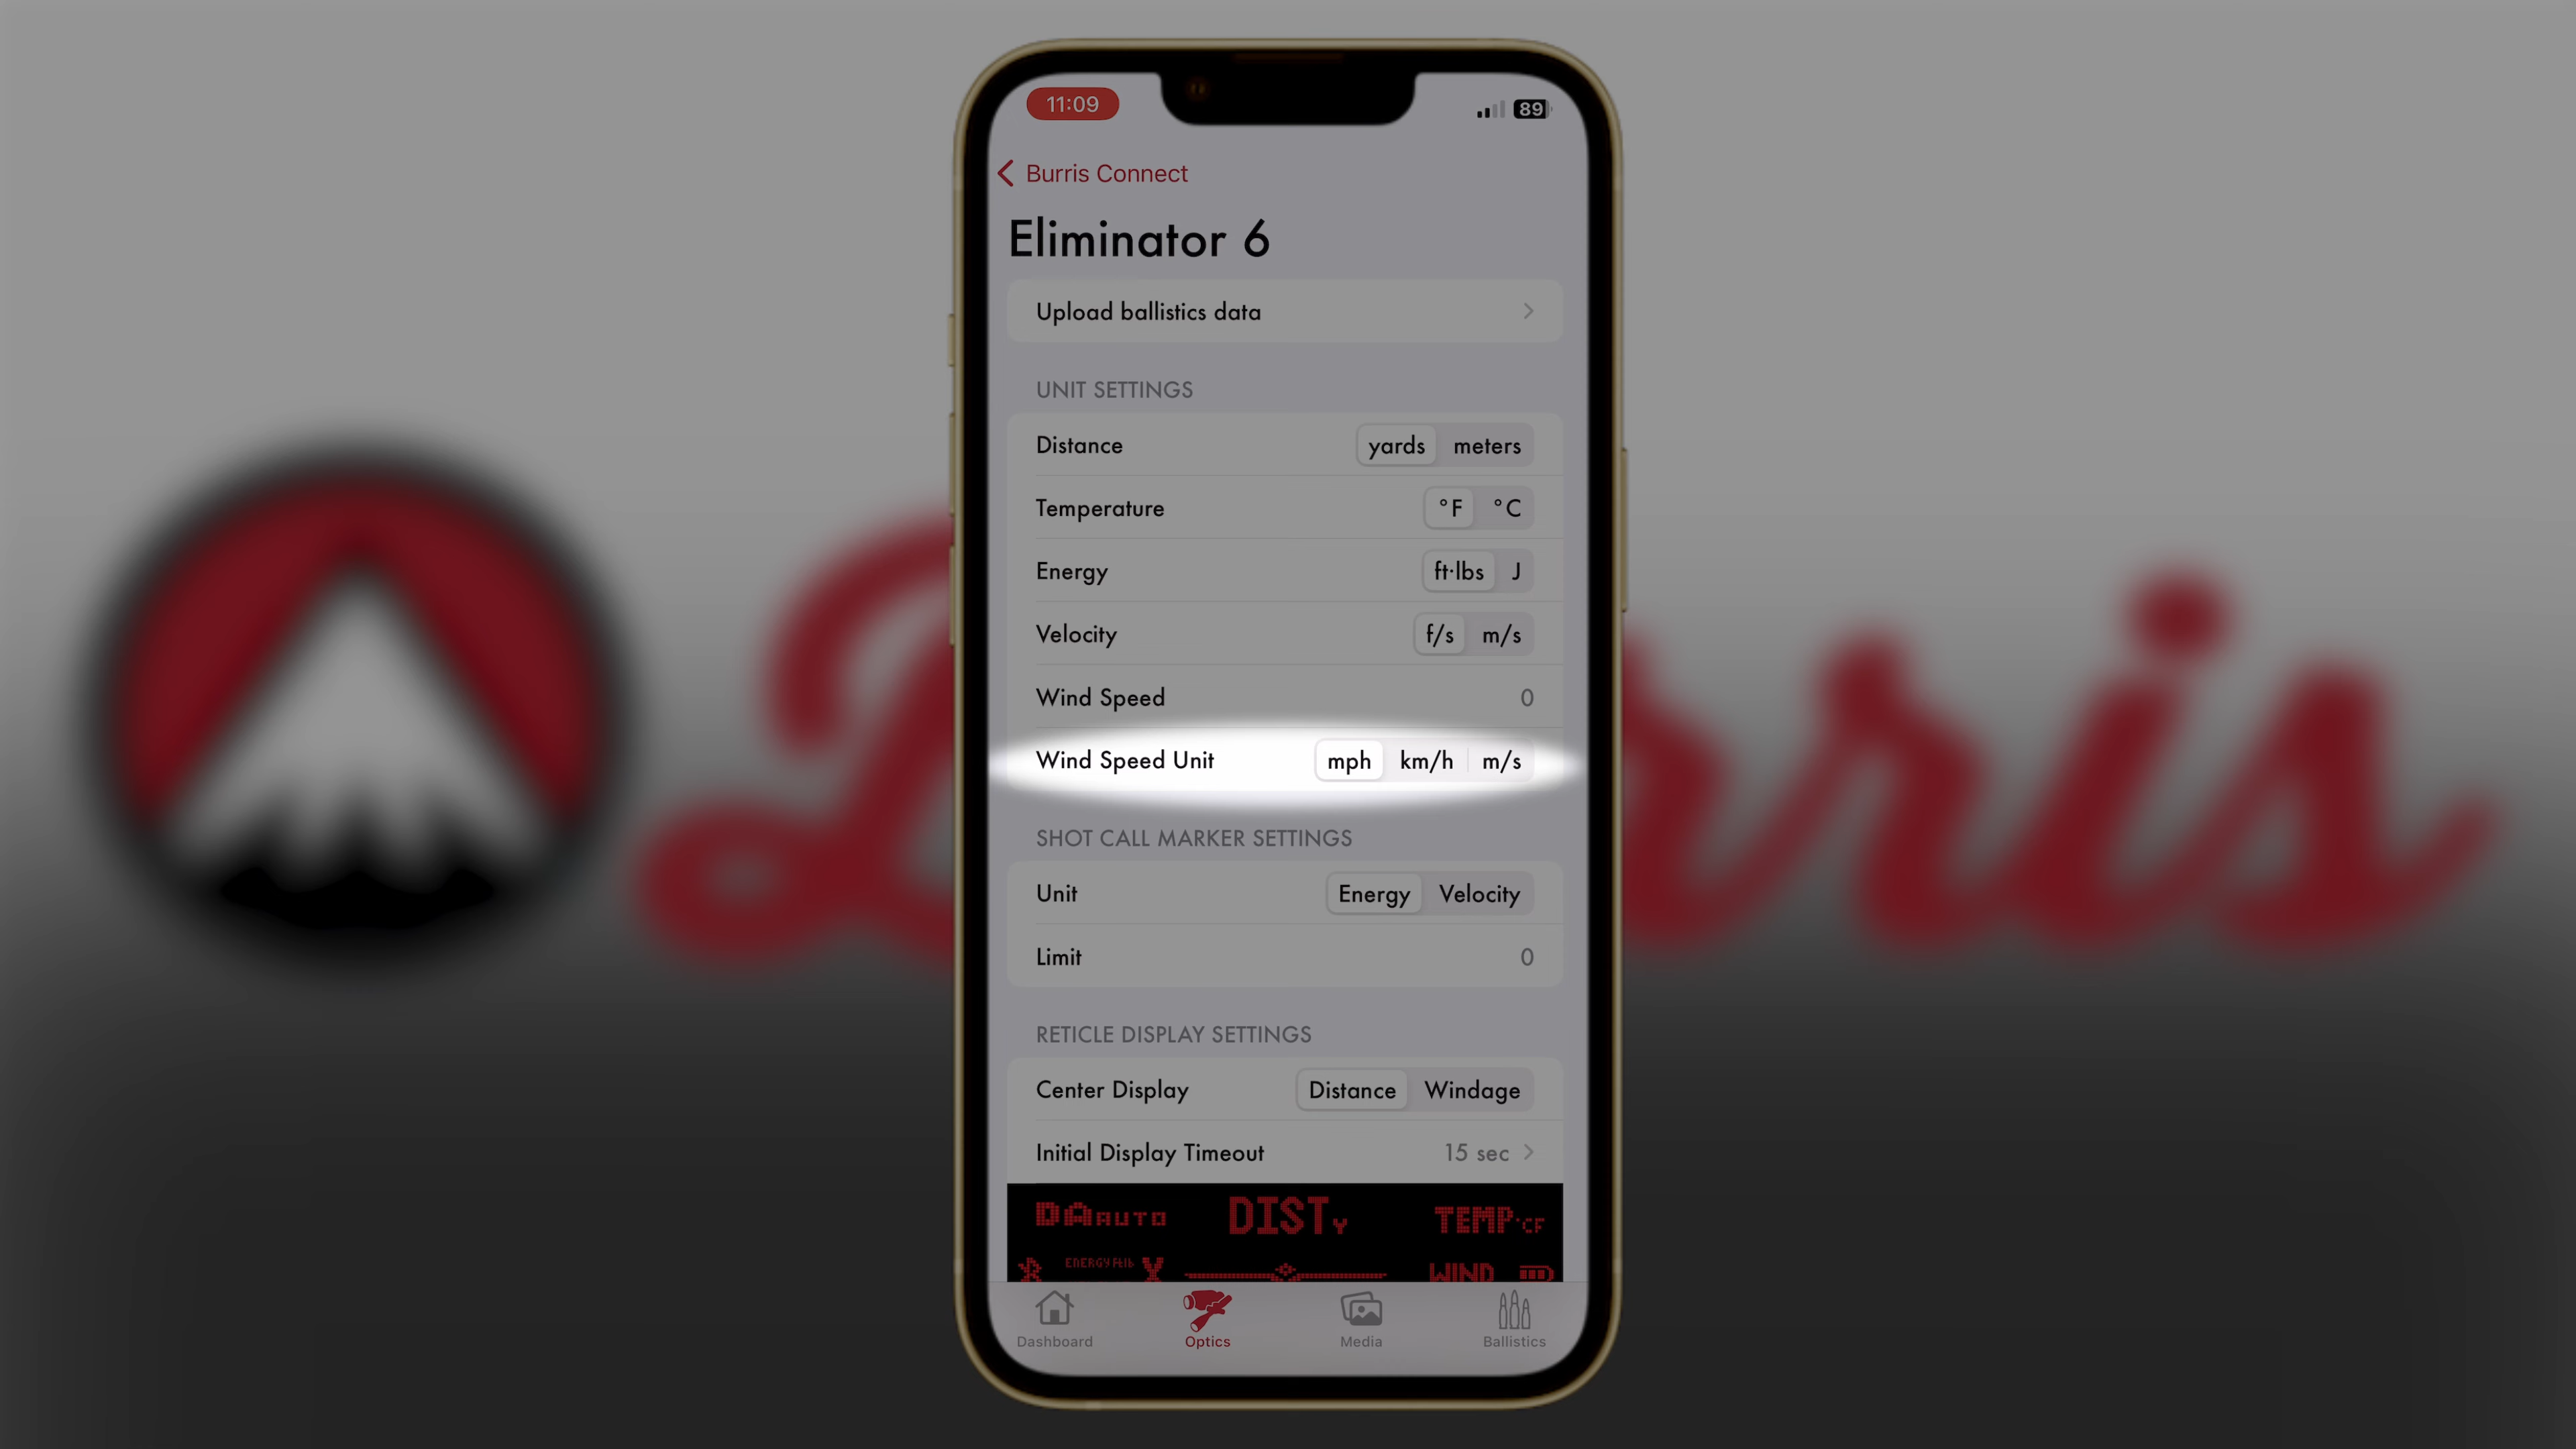 11:09
89
Burris Connect
Eliminator 6
Upload ballistics data
UNIT SETTINGS
Distance yards meters
Temperature °F °C
Energy ft·lbs J
Velocity f/s m/s
Wind Speed 0
Wind Speed Unit mph km/h m/s
SHOT CALL MARKER SETTINGS
Unit Energy Velocity
Limit 0
RETICLE DISPLAY SETTINGS
Center Display Distance Windage
Initial Display Timeout 15 sec
DA AUTO DIST Y TEMP °CF
ENERGY WIND
Dashboard Optics Media Ballistics